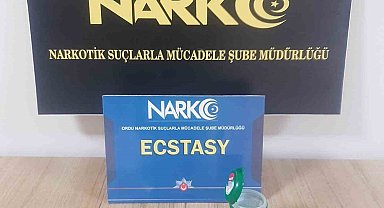 NARKO
NARKOTİK SUÇLARLA MÜCADELE ŞUBE MÜDÜRLÜĞÜ
NARKO
ORDU NARKOTİK SUÇLARLA MÜCADELE ŞUBE MÜDÜRLÜĞÜ
ECSTASY